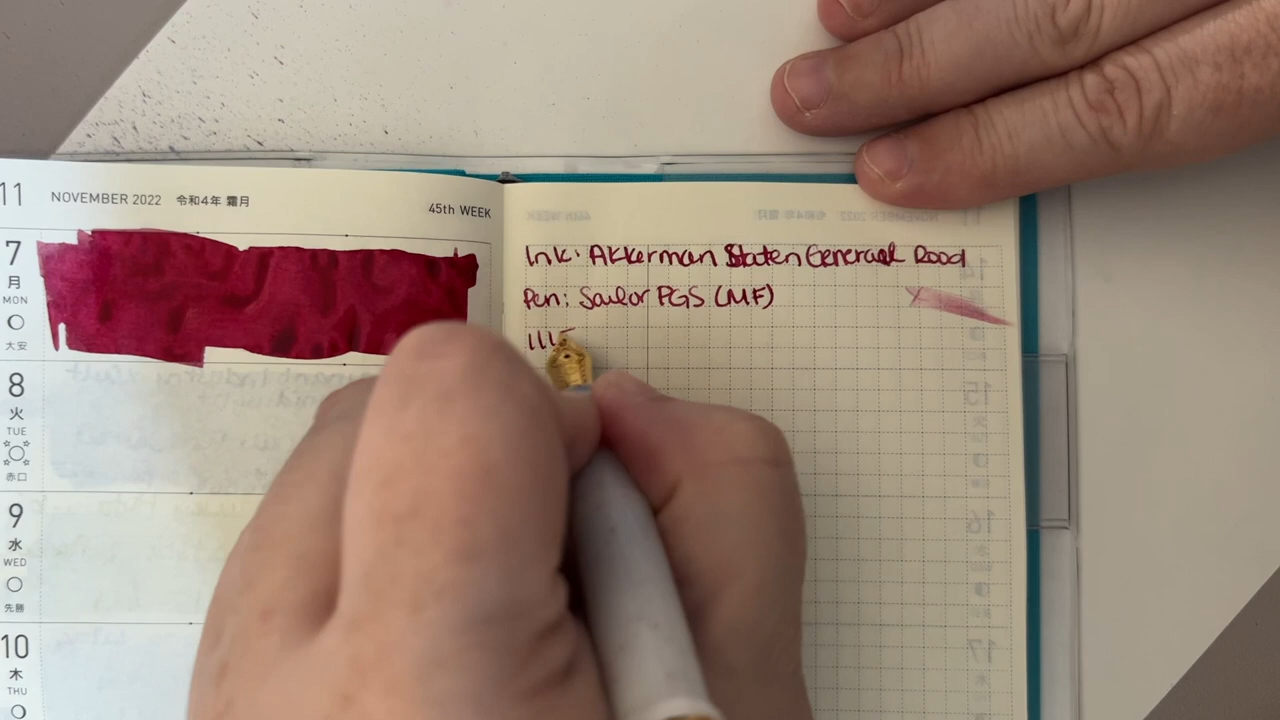 11 NOVEMBER 2022 令和4年 霜月
45th WEEK
7
月
MON
大安
8
火
TUE
赤口
9
水
WED
先勝
10
木
THU
Ink: Akkerman Staten Generaal Rood
Pen: Sailor PGS (MF)